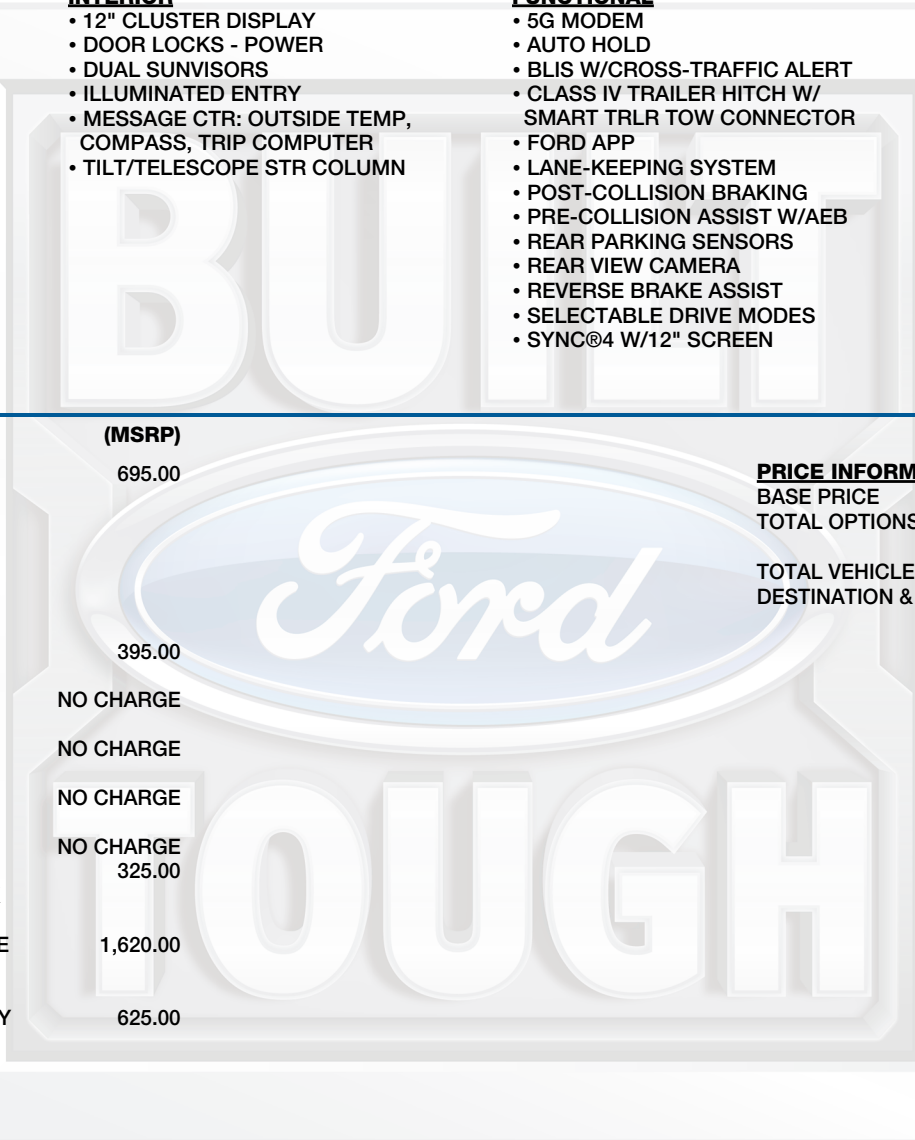 INTERIOR
• 12" CLUSTER DISPLAY
• DOOR LOCKS - POWER
• DUAL SUNVISORS
• ILLUMINATED ENTRY
• MESSAGE CTR: OUTSIDE TEMP,
COMPASS, TRIP COMPUTER
• TILT/TELESCOPE STR COLUMN
FUNCTIONAL
• 5G MODEM
• AUTO HOLD
• BLIS W/CROSS-TRAFFIC ALERT
• CLASS IV TRAILER HITCH W/
SMART TRLR TOW CONNECTOR
• FORD APP
• LANE-KEEPING SYSTEM
• POST-COLLISION BRAKING
• PRE-COLLISION ASSIST W/AEB
• REAR PARKING SENSORS
• REAR VIEW CAMERA
• REVERSE BRAKE ASSIST
• SELECTABLE DRIVE MODES
• SYNC®4 W/12" SCREEN
BUILT
Ford
TOUGH
(MSRP)
695.00
395.00
NO CHARGE
NO CHARGE
NO CHARGE
NO CHARGE
325.00
E 1,620.00
Y 625.00
PRICE INFORM
BASE PRICE
TOTAL OPTIONS
TOTAL VEHICLE
DESTINATION &